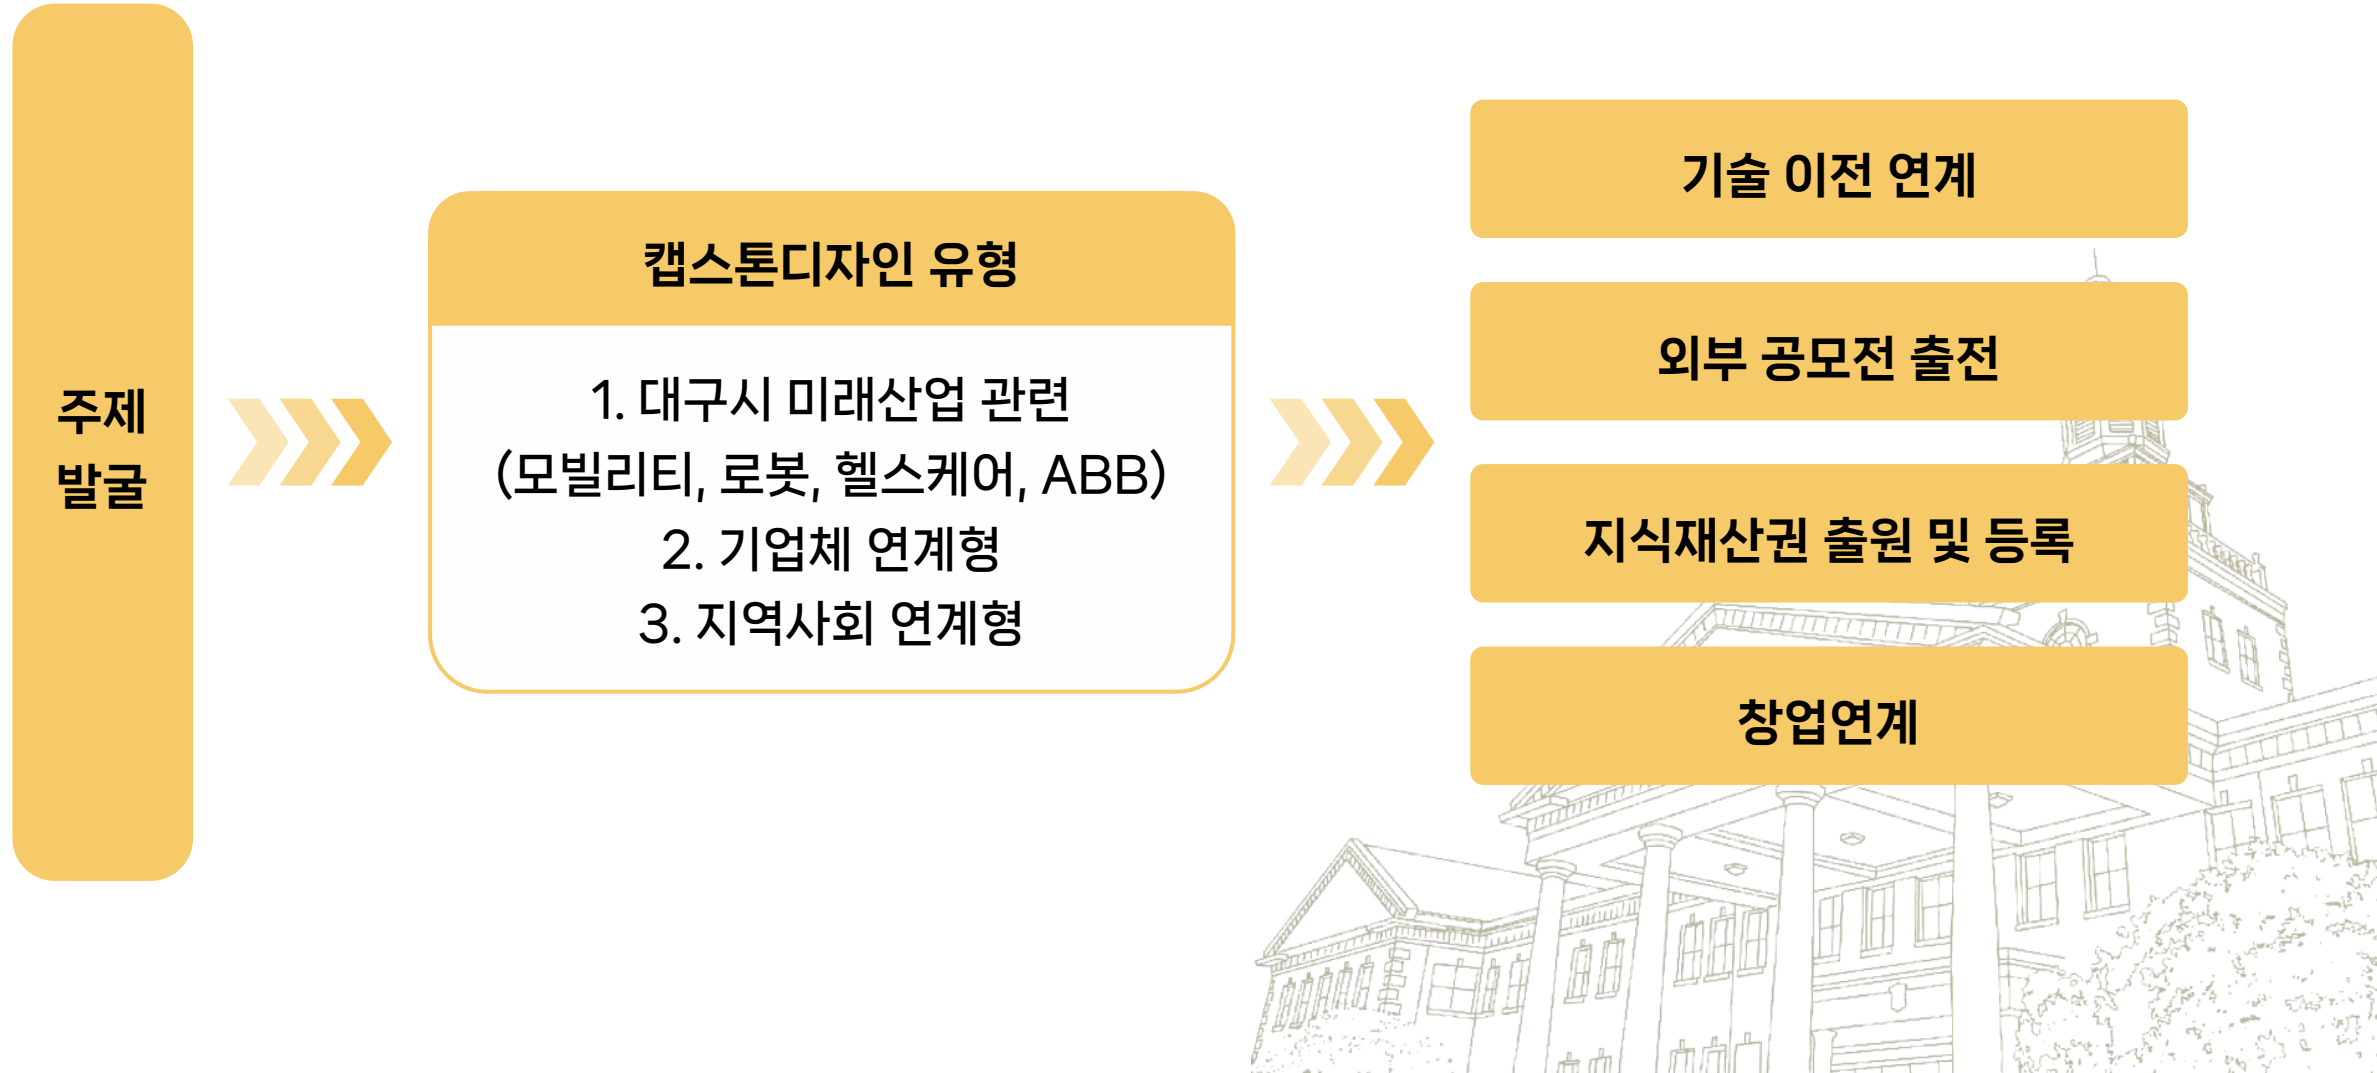 주제
발굴
캡스톤디자인 유형
1. 대구시 미래산업 관련
(모빌리티, 로봇, 헬스케어, ABB)
2. 기업체 연계형
3. 지역사회 연계형
기술 이전 연계
외부 공모전 출전
지식재산권 출원 및 등록
창업연계